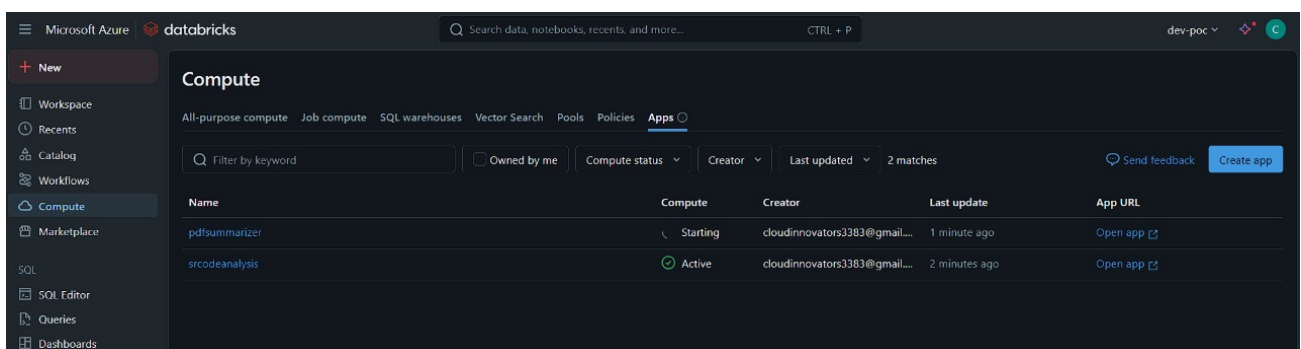 Microsoft Azure databricks Search data, notebooks, recents, and more... CTRL + P dev-poc C
New
Compute
Workspace
All-purpose compute Job compute SQL warehouses Vector Search Pools Policies Apps
Recents
Catalog
Filter by keyword Owned by me Compute status Creator Last updated 2 matches Send feedback Create app
Workflows
Compute
Name Compute Creator Last update App URL
Marketplace
pdfsummarizer Starting cloudinnovators3383@gmail.... 1 minute ago Open app
srcodeanalysis Active cloudinnovators3383@gmail.... 2 minutes ago Open app
SQL
SQL Editor
Queries
Dashboards